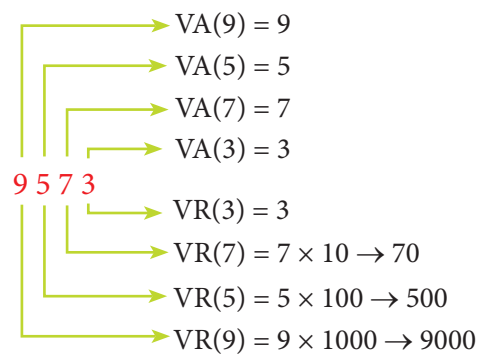 VA(9) = 9
VA(5) = 5
VA(7) = 7
VA(3) = 3
9 5 7 3
VR(3) = 3
VR(7) = 7 × 10 → 70
VR(5) = 5 × 100 → 500
VR(9) = 9 × 1000 → 9000